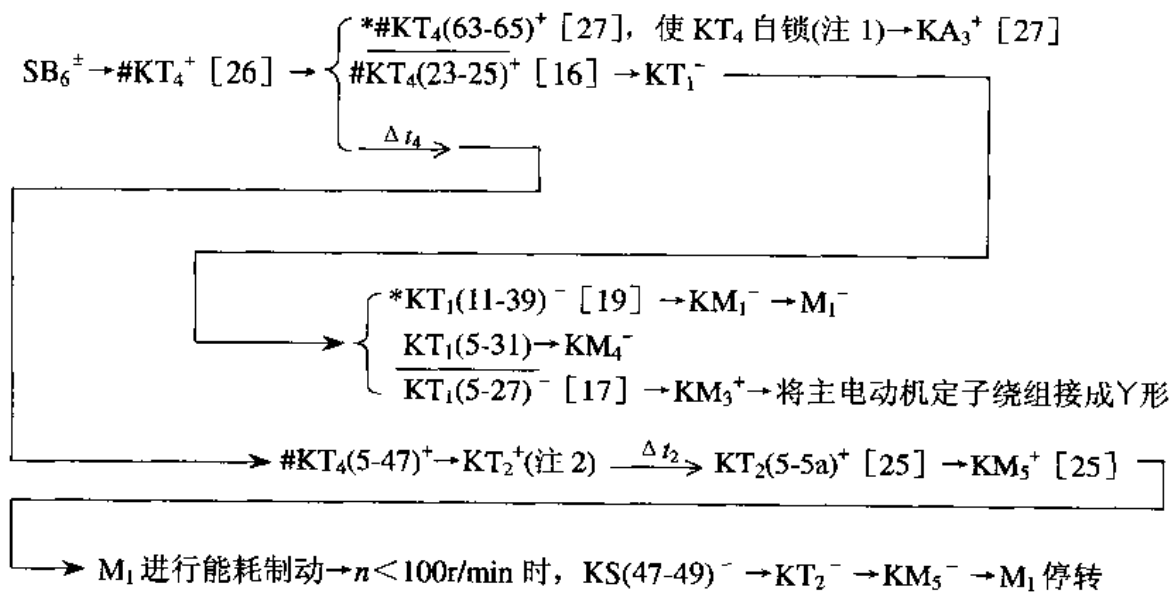 *#KT₄(63-65)⁺ [27]，使 KT₄ 自锁(注 1)→KA₃⁺ [27]
SB₆^±→#KT₄⁺ [26] → #KT₄(23-25)⁺ [16] →KT₁⁻
Δt₄
*KT₁(11-39)⁻ [19] →KM₁⁻ →M₁⁻
KT₁(5-31)→KM₄⁻
KT₁(5-27)⁻ [17] →KM₃⁺→将主电动机定子绕组接成丫形
#KT₄(5-47)⁺→KT₂⁺(注 2) Δt₂→ KT₂(5-5a)⁺ [25] →KM₅⁺ [25]
M₁ 进行能耗制动→n＜100r/min 时，KS(47-49)⁻ →KT₂⁻ →KM₅⁻ →M₁ 停转